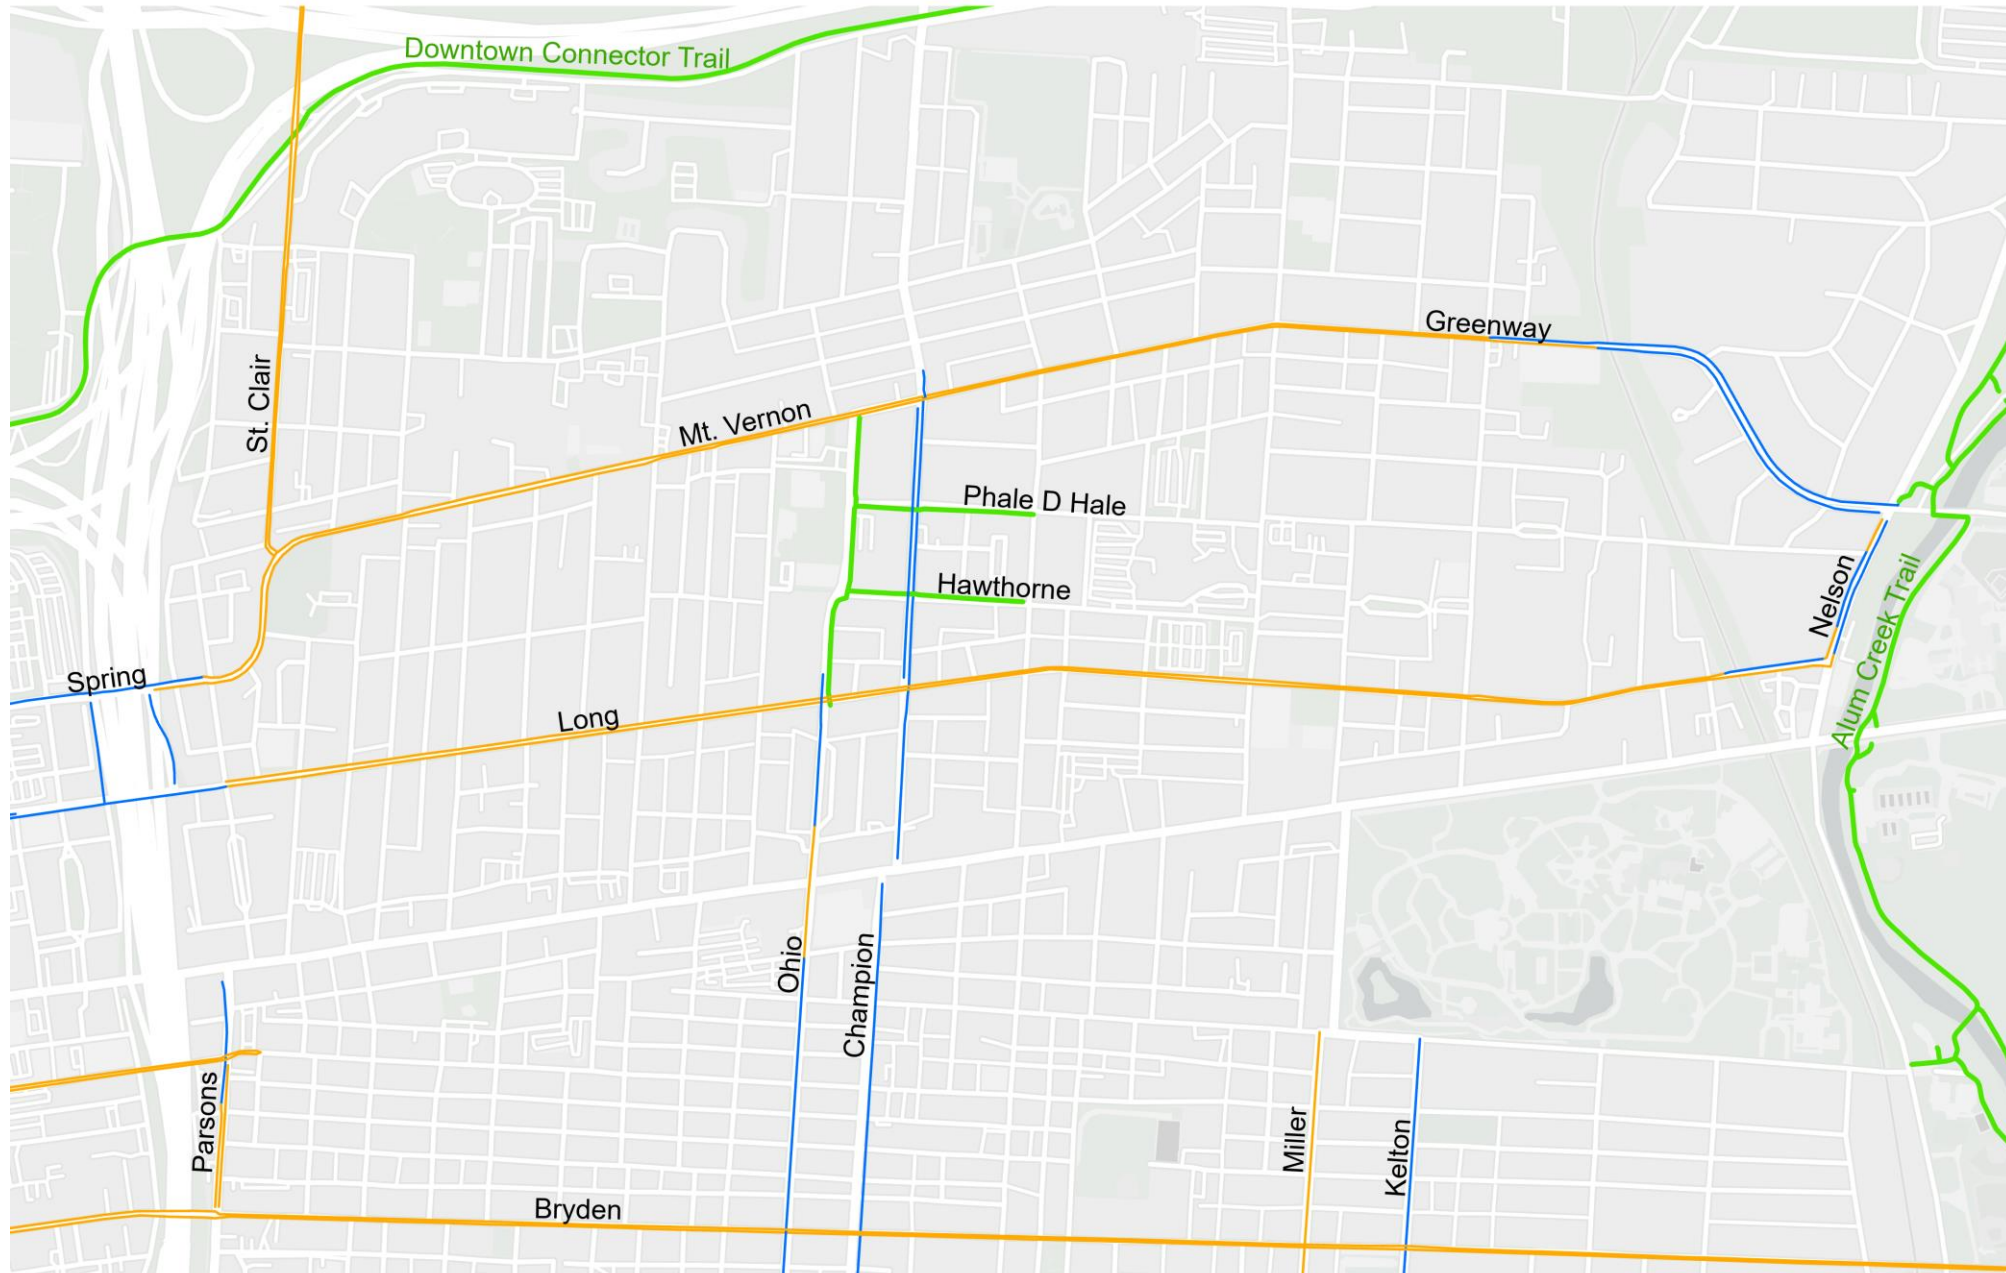 Downtown Connector Trail
Greenway
St. Clair
Mt. Vernon
Phale D Hale
Hawthorne
Nelson
Alum Creek Trail
Spring
Long
Ohio
Champion
Parsons
Miller
Kelton
Bryden